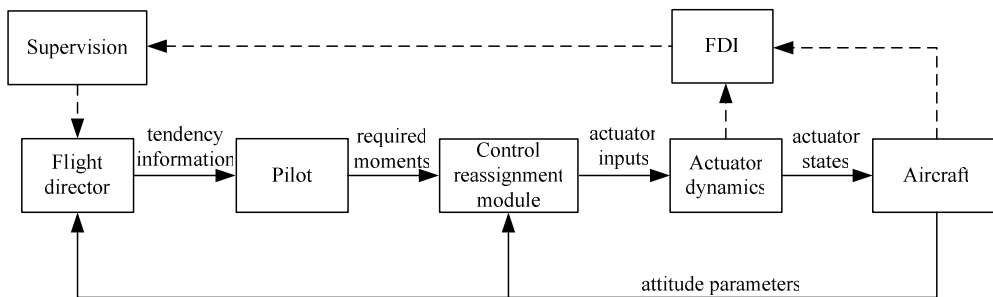 Supervision
FDI
tendency
information
required
moments
actuator
inputs
actuator
states
Flight
director
Pilot
Control
reassignment
module
Actuator
dynamics
Aircraft
attitude parameters